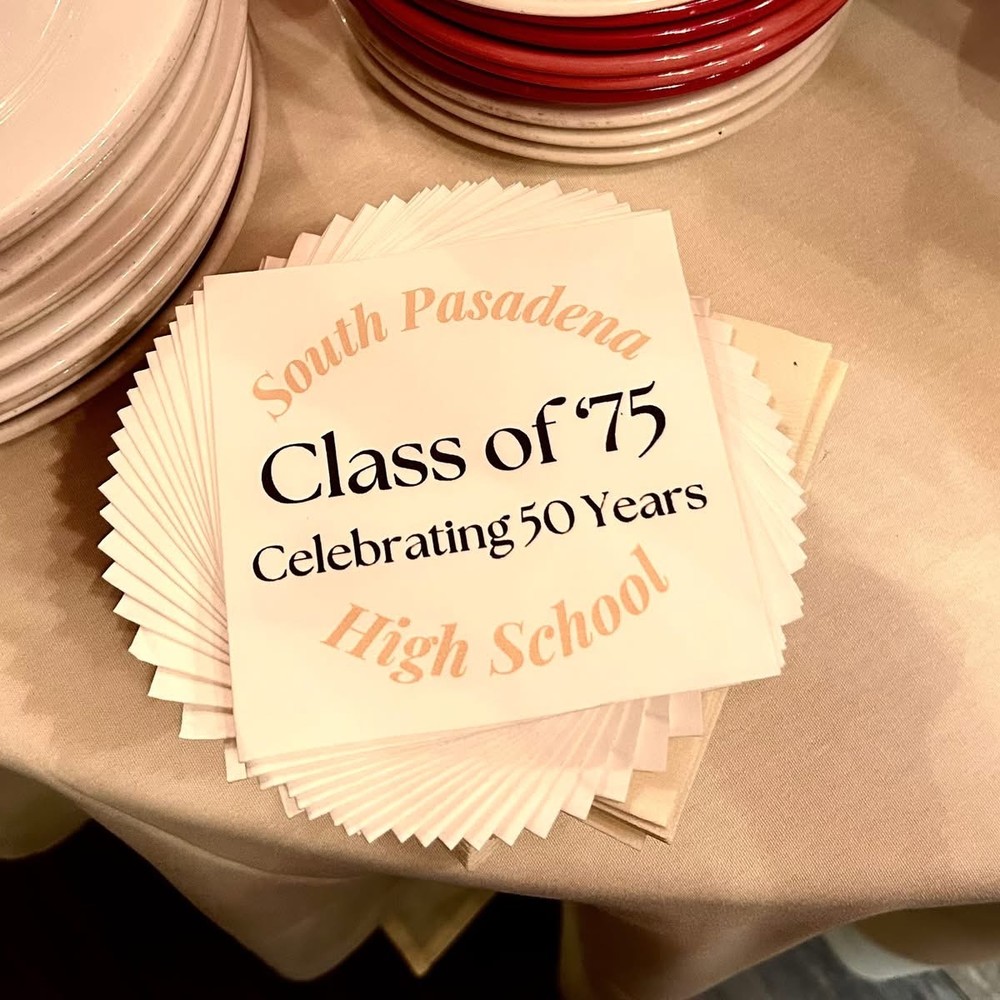 South Pasadena
Class of ‘75
Celebrating 50 Years
High School